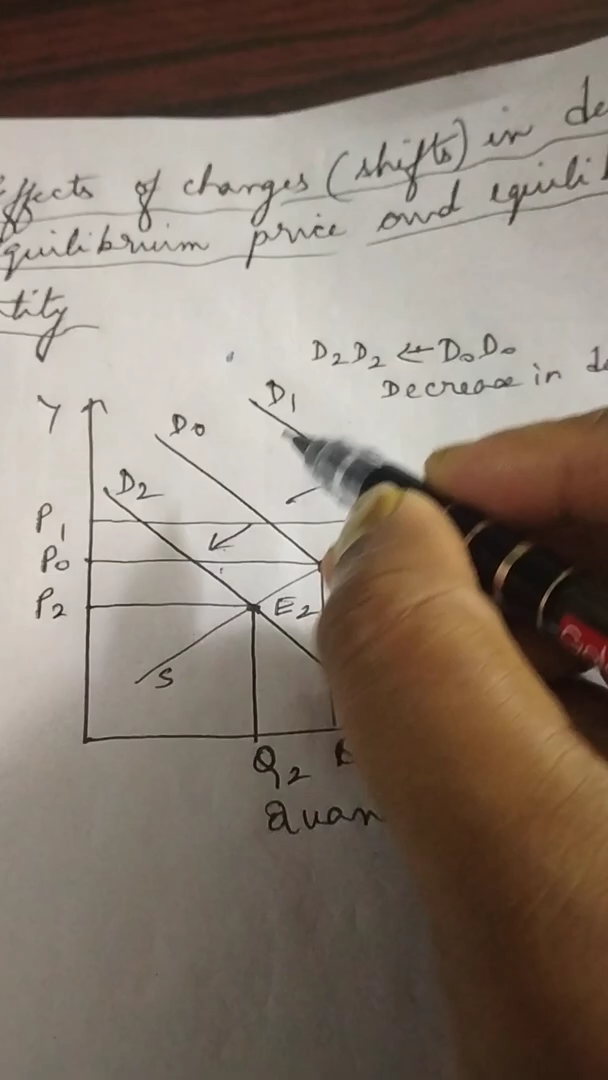 ffects of changes (shifts) in de
quilibruim price and equili
tity
D2D2 ← D0D0
Decrease in
Y
D1
D0
D2
P1
P0
P2
E2
S
Q2
Quan